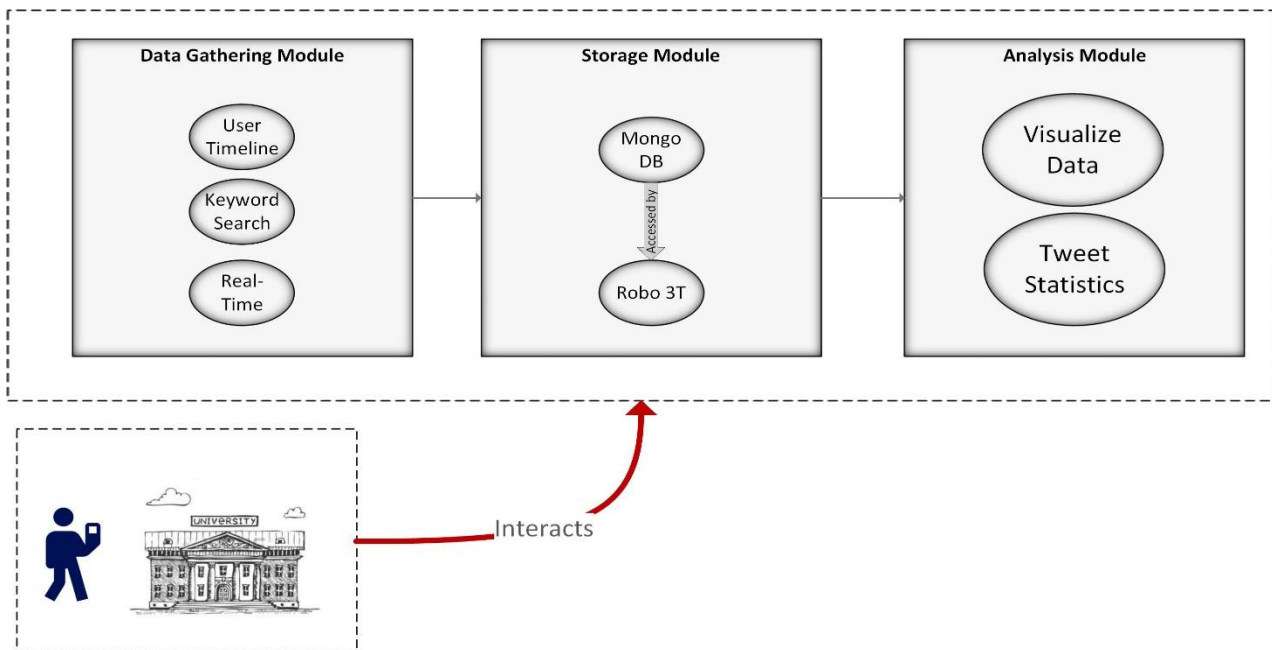 Data Gathering Module
User
Timeline
Keyword
Search
Real-
Time
Storage Module
Mongo
DB
Accessed by
Robo 3T
Analysis Module
Visualize
Data
Tweet
Statistics
UNIVERSITY
Interacts